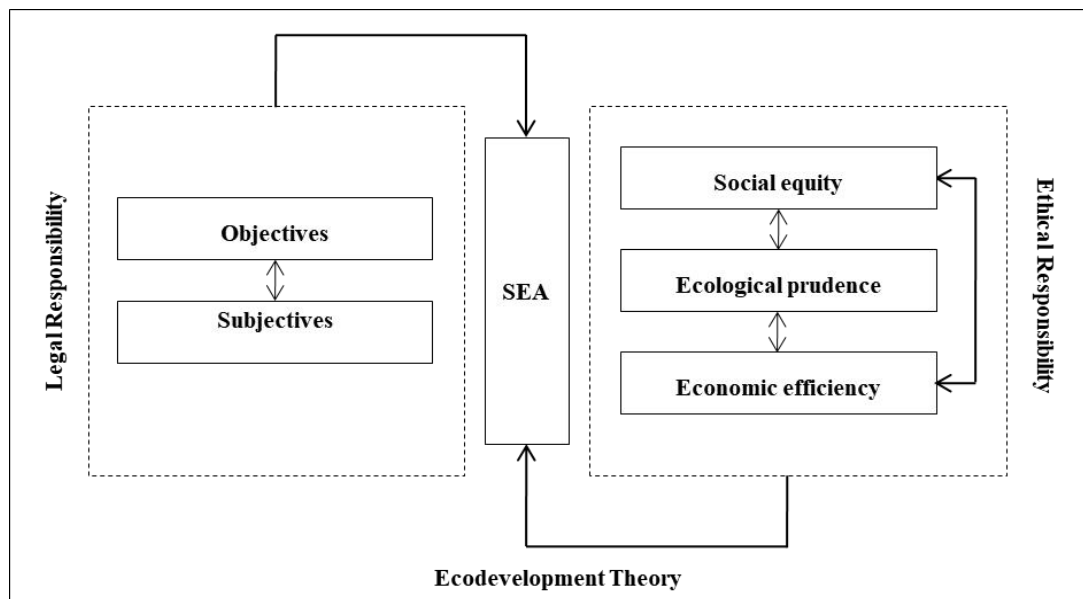 Legal Responsibility
Objectives
Subjectives
SEA
Social equity
Ecological prudence
Economic efficiency
Ethical Responsibility
Ecodevelopment Theory